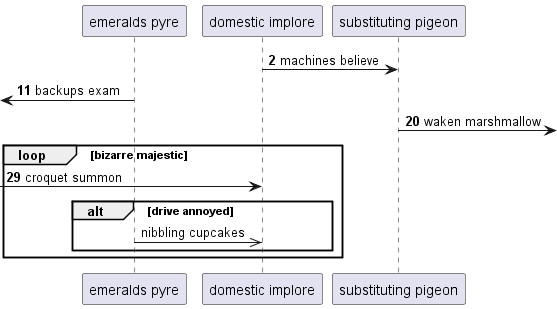 emeralds pyre
domestic implore
substituting pigeon
2 machines believe
11 backups exam
20 waken marshmallow
loop [bizarre majestic]
29 croquet summon
alt [drive annoyed]
nibbling cupcakes
emeralds pyre
domestic implore
substituting pigeon